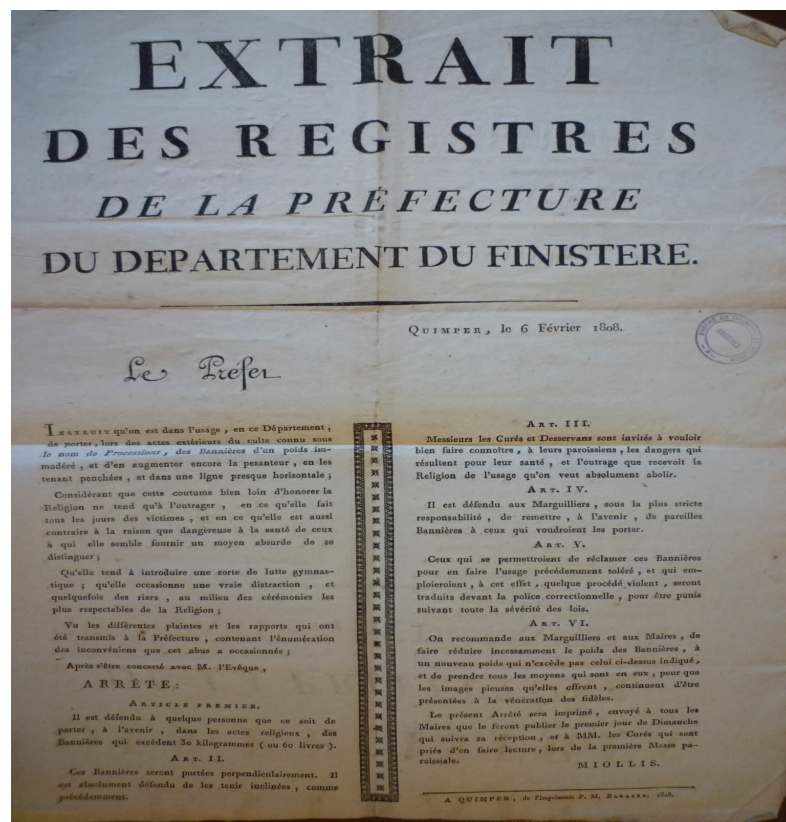 EXTRAIT
DES REGISTRES
DE LA PRÉFECTURE
DU DEPARTEMENT DU FINISTERE.
QUIMPER, le 6 Février 1808.
Le Préfet
INSTRUIT qu'on est dans l'usage, en ce Département,
de porter, lors des actes extérieurs du culte connu sous
le nom de Processions, des Bannières d'un poids im-
modéré, et d'en augmenter encore la pesanteur, en les
tenant penchées, et dans une ligne presque horisontale;
Considérant que cette coutume bien loin d'honorer la
Religion ne tend qu'à l'outrager, en ce qu'elle fait
tous les jours des victimes, et en ce qu'elle est aussi
contraire à la raison que dangereuse à la santé de ceux
à qui elle semble fournir un moyen absurde de se
distinguer;
Qu'elle tend à introduire une sorte de lutte gymnas-
tique; qu'elle occasionne une vraie distraction, et
quelquefois des rixes, au milieu des cérémonies les
plus respectables de la Religion;
Vu les différentes plaintes et les rapports qui ont
été transmis à la Préfecture, contenant l'énumération
des inconvéniens que cet abus a occasionnés;
Après s'être concerté avec M. l'Evêque,
ARRÊTE:
ARTICLE PREMIER.
Il est défendu à quelque personne que ce soit de
porter, à l'avenir, dans les actes religieux, des
Bannières qui excédent 30 kilogrammes (ou 60 livres).
ART. II.
Ces Bannières seront portées perpendiculairement. Il
est absolument défendu de les tenir inclinées, comme
précédemment.
ART. III.
Messieurs les Curés et Desservans sont invités à vouloir
bien faire connoître, à leurs paroissiens, les dangers qui
résultent pour leur santé, et l'outrage que recevoit la
Religion de l'usage qu'on veut absolument abolir.
ART. IV.
Il est défendu aux Marguilliers, sous la plus stricte
responsabilité, de remettre, à l'avenir, de pareilles
Bannières à ceux qui voudroient les porter.
ART. V.
Ceux qui se permettroient de réclamer ces Bannières
pour en faire l'usage précédemment toléré, et qui em-
ploieroient, à cet effet, quelque procédé violent, seront
traduits devant la police correctionnelle, pour être punis
suivant toute la sévérité des lois.
ART. VI.
On recommande aux Marguilliers et aux Maires, de
faire réduire incessamment le poids des Bannières, à
un nouveau poids qui n'excède pas celui ci-dessus indiqué,
et de prendre tous les moyens qui sont en eux, pour que
les images pieuses qu'elles offrent, continuent d'être
présentées à la vénération des fidèles.
Le présent Arrêté sera imprimé, envoyé à tous les
Maires que le feront publier le premier jour de Dimanche
qui suivra sa réception, et à MM. les Curés qui sont
priés d'en faire lecture, lors de la première Messe pa-
roissiale.
MIOLLIS.
A QUIMPER, de l'Imprimerie P. M. BARAZER. 1808.